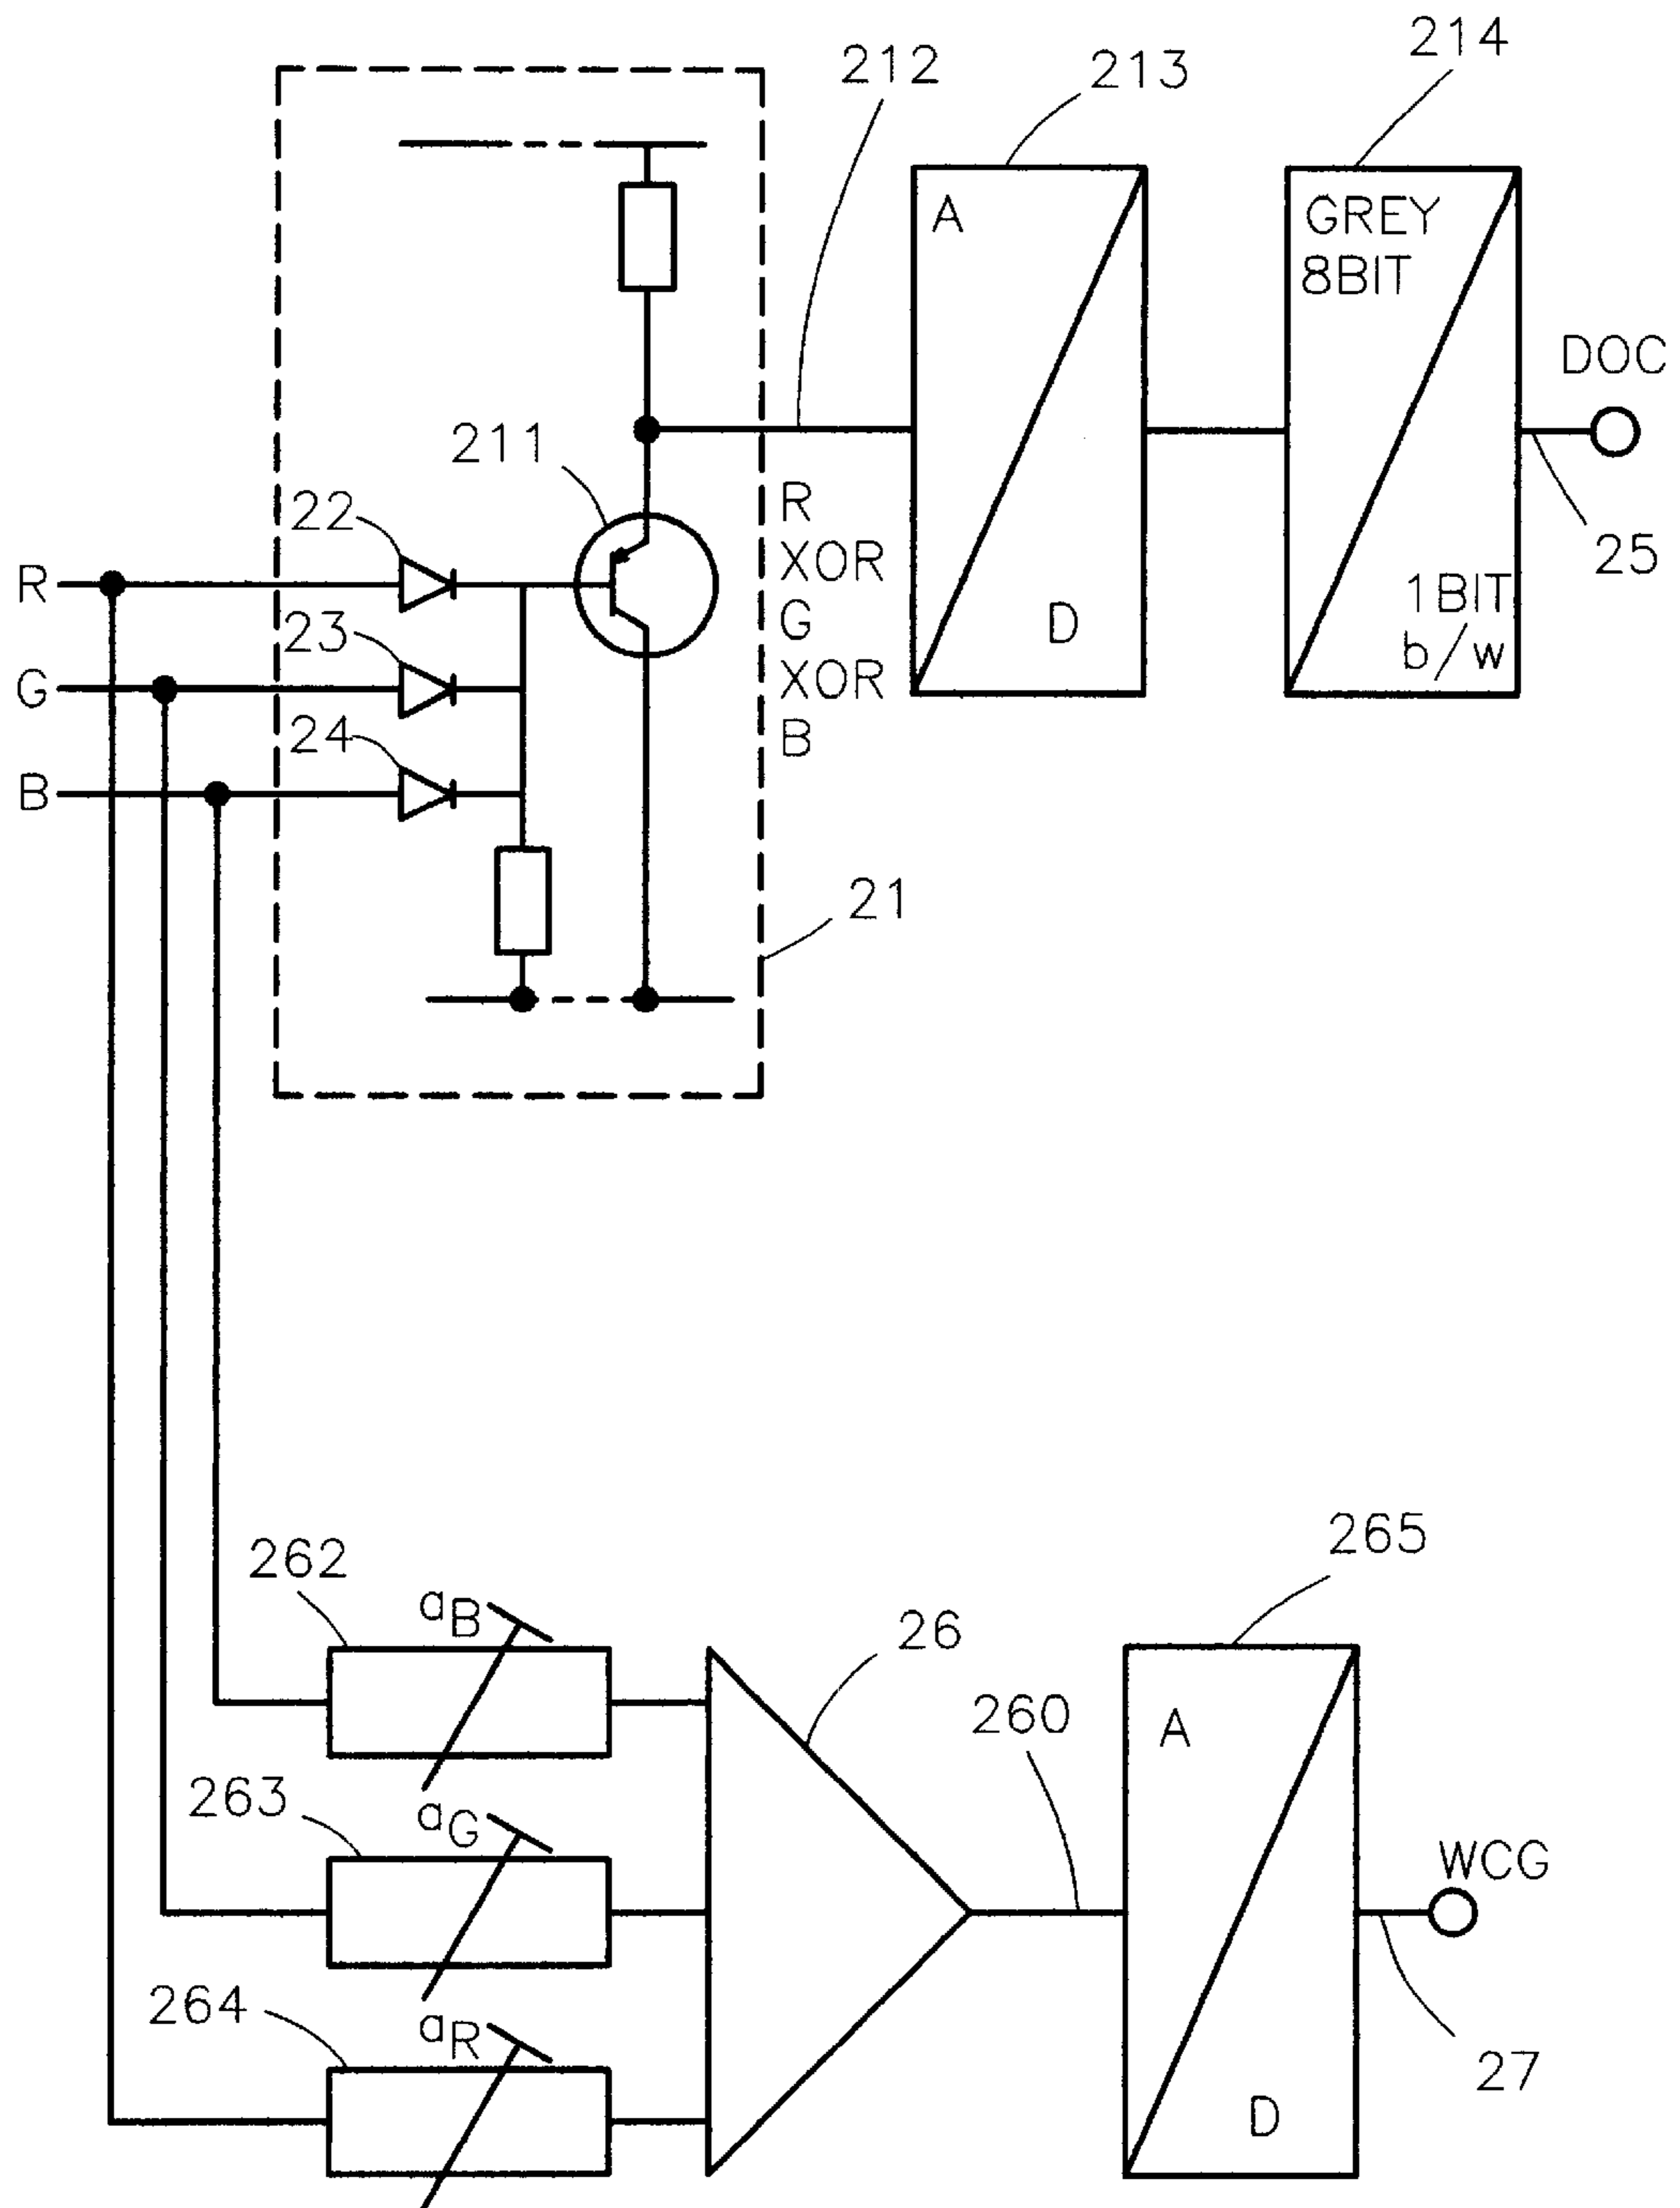 212
213
214
A
GREY
8BIT
DOC
211
22
R
XOR
G
XOR
B
D
1BIT
b/w
25
R
23
G
24
B
21
262
aB
26
265
260
A
263
aG
WCG
264
aR
27
D